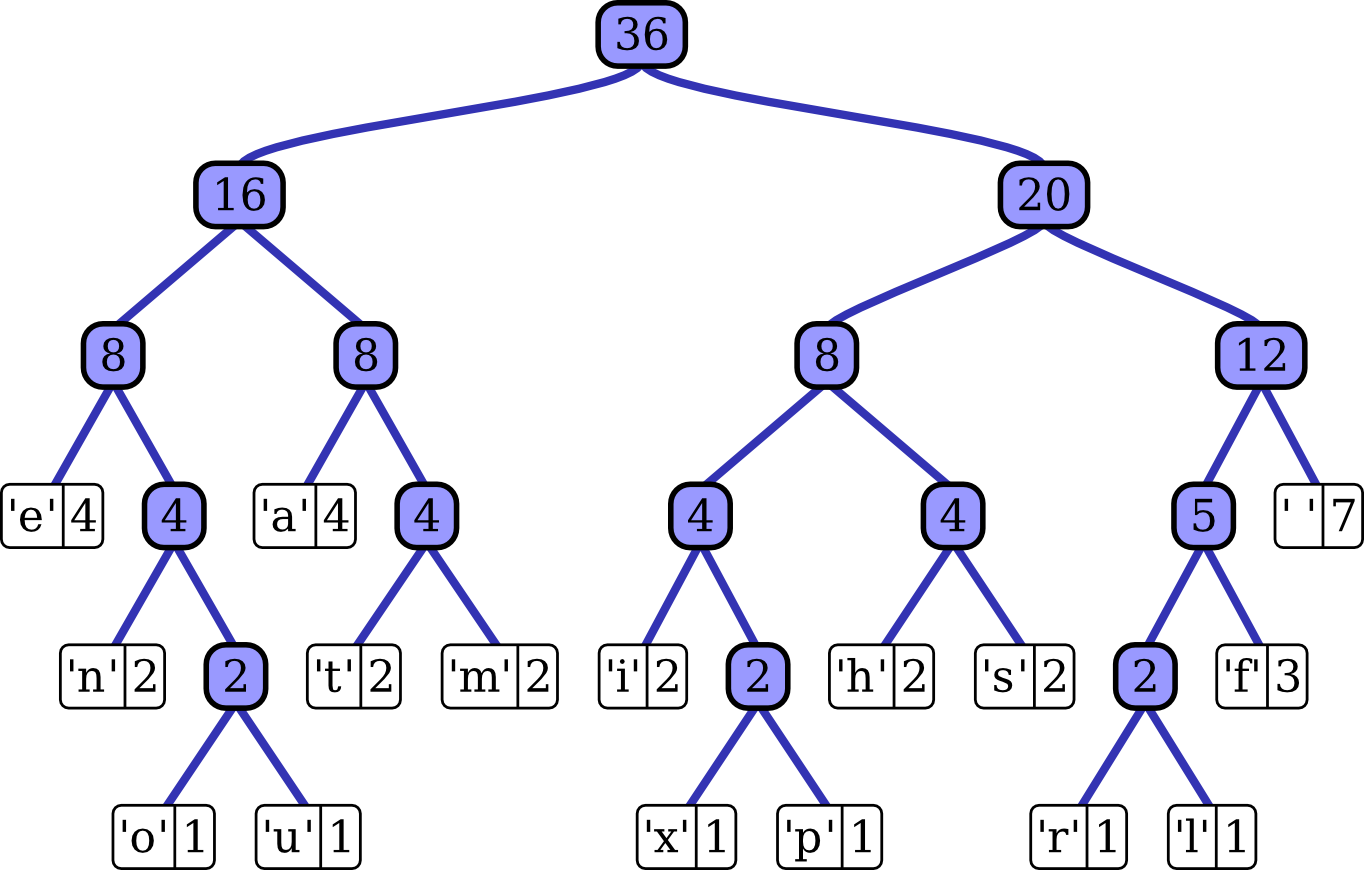 36
16 20
8 8 8 12
'e' 4 4 'a' 4 4 4 4 5 ' ' 7
'n' 2 2 't' 2 'm' 2 'i' 2 2 'h' 2 's' 2 2 'f' 3
'o' 1 'u' 1 'x' 1 'p' 1 'r' 1 'l' 1